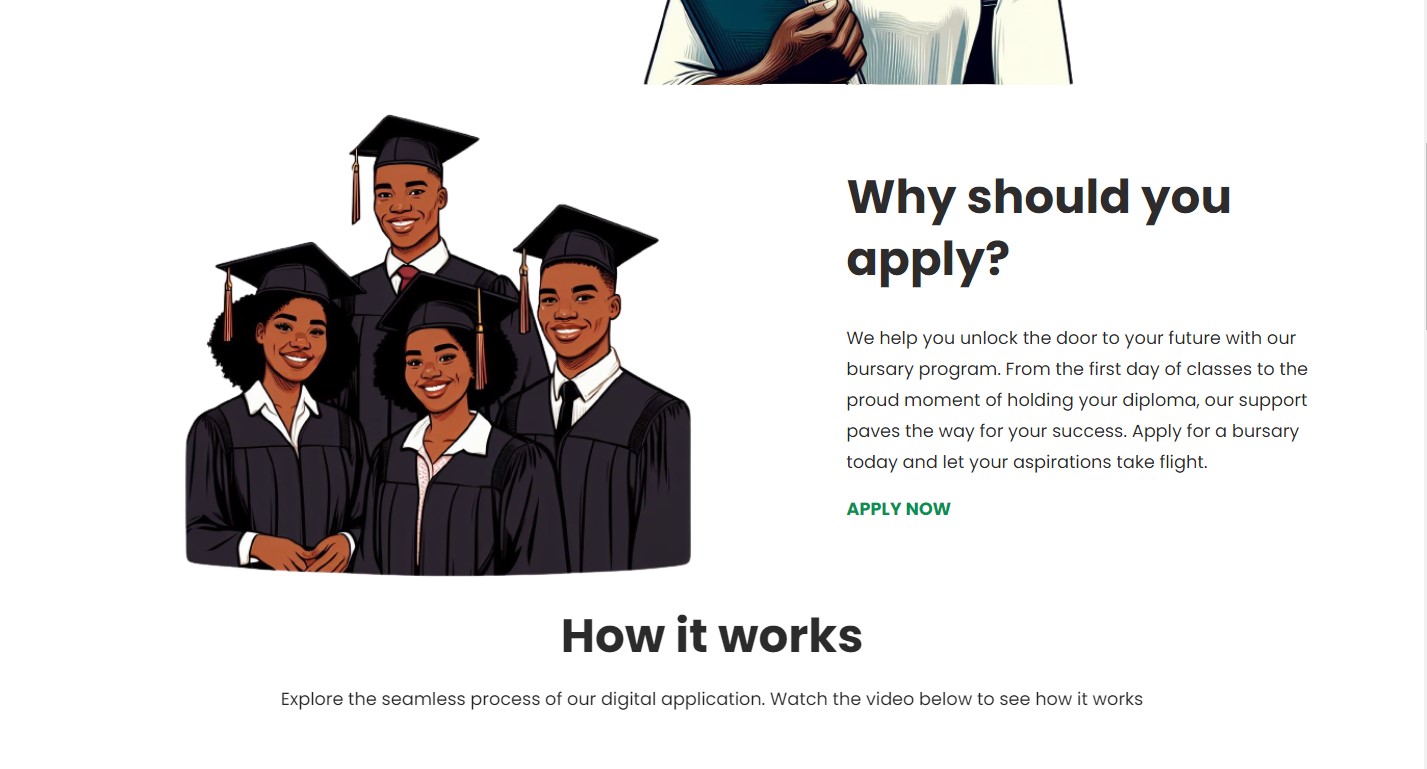 Why should you
apply?
We help you unlock the door to your future with our
bursary program. From the first day of classes to the
proud moment of holding your diploma, our support
paves the way for your success. Apply for a bursary
today and let your aspirations take flight.
APPLY NOW
How it works
Explore the seamless process of our digital application. Watch the video below to see how it works